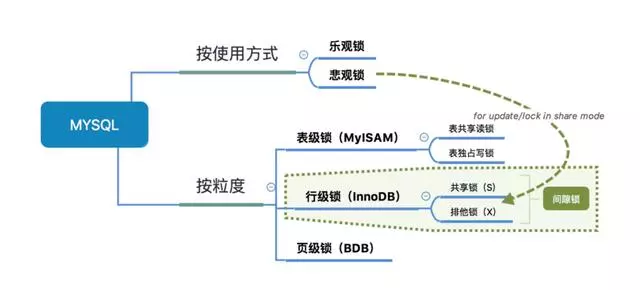 MYSQL
按使用方式
乐观锁
悲观锁
for update/lock in share mode
按粒度
表级锁（MyISAM）
表共享读锁
表独占写锁
行级锁（InnoDB）
共享锁（S）
排他锁（X）
间隙锁
页级锁（BDB）